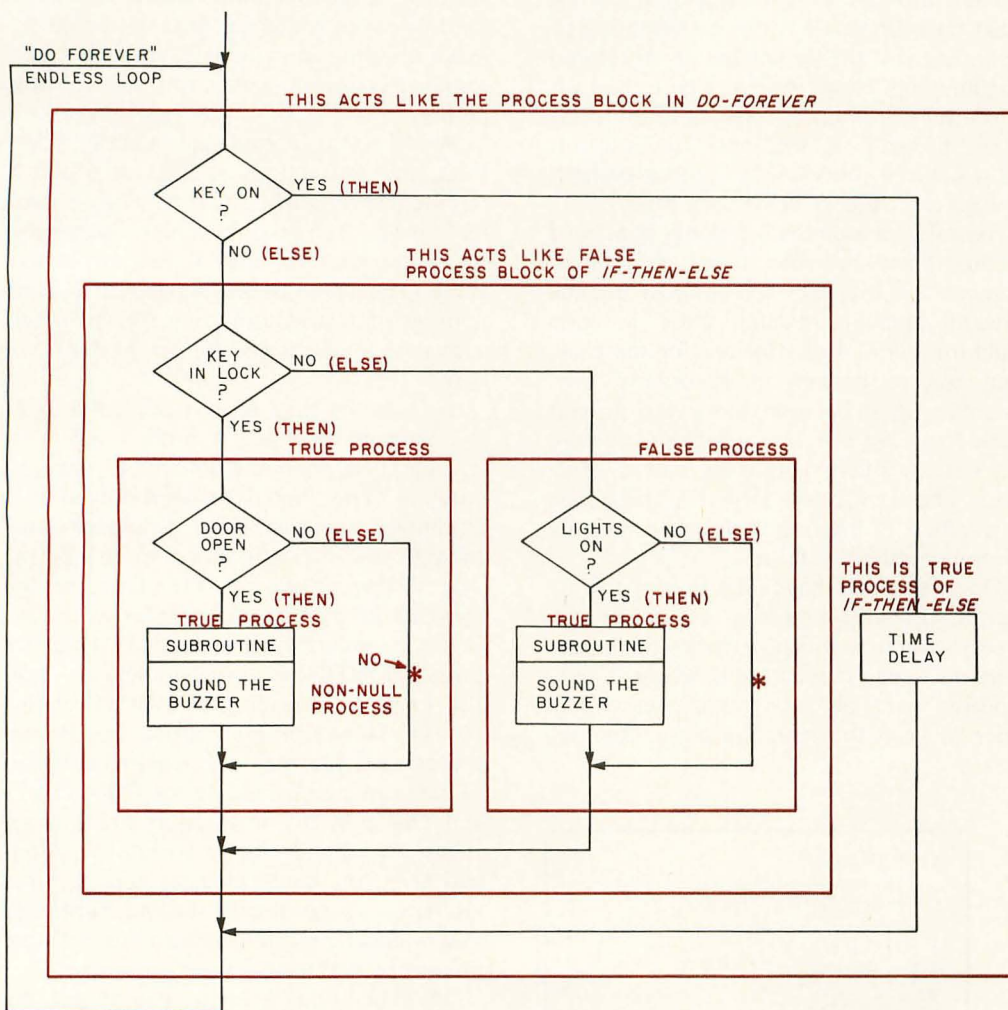 "DO FOREVER"
ENDLESS LOOP
THIS ACTS LIKE THE PROCESS BLOCK IN DO-FOREVER
KEY ON
?
YES (THEN)
NO (ELSE)
THIS ACTS LIKE FALSE
PROCESS BLOCK OF IF-THEN-ELSE
KEY
IN LOCK
?
NO (ELSE)
YES (THEN)
TRUE PROCESS
FALSE PROCESS
DOOR
OPEN
?
NO (ELSE)
YES (THEN)
TRUE PROCESS
SUBROUTINE
SOUND THE
BUZZER
NO
*
NON-NULL
PROCESS
LIGHTS
ON
?
NO (ELSE)
YES (THEN)
TRUE PROCESS
SUBROUTINE
SOUND THE
BUZZER
*
THIS IS TRUE
PROCESS OF
IF-THEN-ELSE
TIME
DELAY